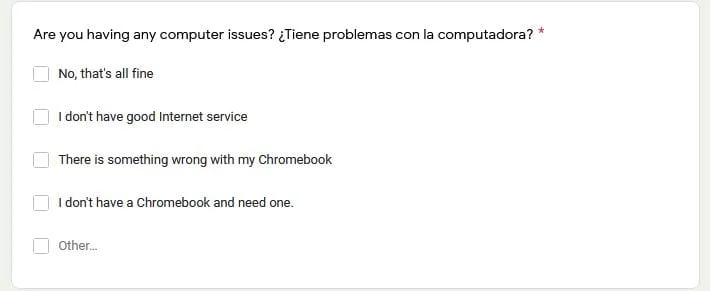 Are you having any computer issues? ¿Tiene problemas con la computadora? *
No, that's all fine
I don't have good Internet service
There is something wrong with my Chromebook
I don't have a Chromebook and need one.
Other...